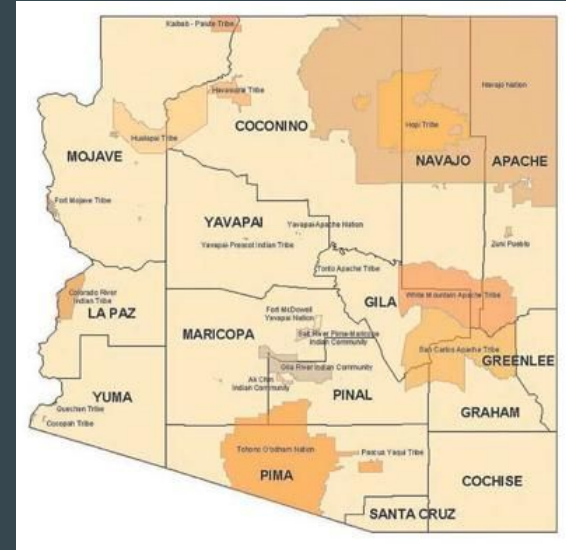 Kaibab - Paiute Tribe
Havasupai Tribe
Navajo Nation
Hualapai Tribe
COCONINO
Hopi Tribe
MOJAVE
NAVAJO
APACHE
Fort Mojave Tribe
YAVAPAI
Yavapai-Apache Nation
Yavapai-Prescott Indian Tribe
Zuni Pueblo
Tonto Apache Tribe
Colorado River
Indian Tribe
LA PAZ
GILA
White Mountain Apache Tribe
Fort McDowell
Yavapai Nation
MARICOPA
Salt River Pima-Maricopa
Indian Community
San Carlos Apache Tribe
GREENLEE
Gila River Indian Community
Ak Chin
Indian Community
PINAL
YUMA
Quechan Tribe
Cocopah Tribe
GRAHAM
Tohono O'odham Nation
Pascua Yaqui Tribe
PIMA
COCHISE
SANTA CRUZ